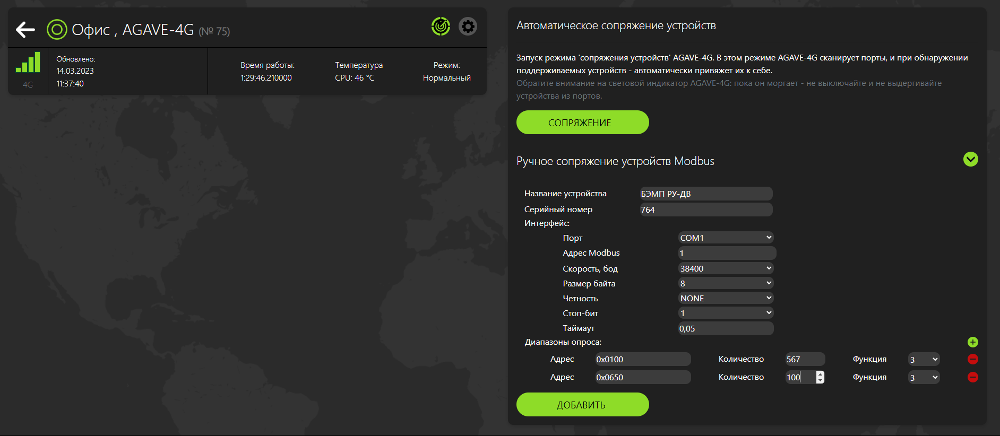 Офис , AGAVE-4G (№ 75)
4G
Обновлено:
14.03.2023
11:37:40
Время работы:
1:29:46.210000
Температура
CPU: 46 °C
Режим:
Нормальный
Автоматическое сопряжение устройств
Запуск режима 'сопряжения устройств' AGAVE-4G. В этом режиме AGAVE-4G сканирует порты, и при обнаружении
поддерживаемых устройств - автоматически привяжет их к себе.
Обратите внимание на световой индикатор AGAVE-4G: пока он моргает - не выключайте и не выдергивайте
устройства из портов.
СОПРЯЖЕНИЕ
Ручное сопряжение устройств Modbus
Название устройства БЭМП РУ-ДВ
Серийный номер 764
Интерфейс:
Порт COM1
Адрес Modbus 1
Скорость, бод 38400
Размер байта 8
Четность NONE
Стоп-бит 1
Таймаут 0,05
Диапазоны опроса:
Адрес 0x0100 Количество 567 Функция 3
Адрес 0x0650 Количество 100 Функция 3
ДОБАВИТЬ